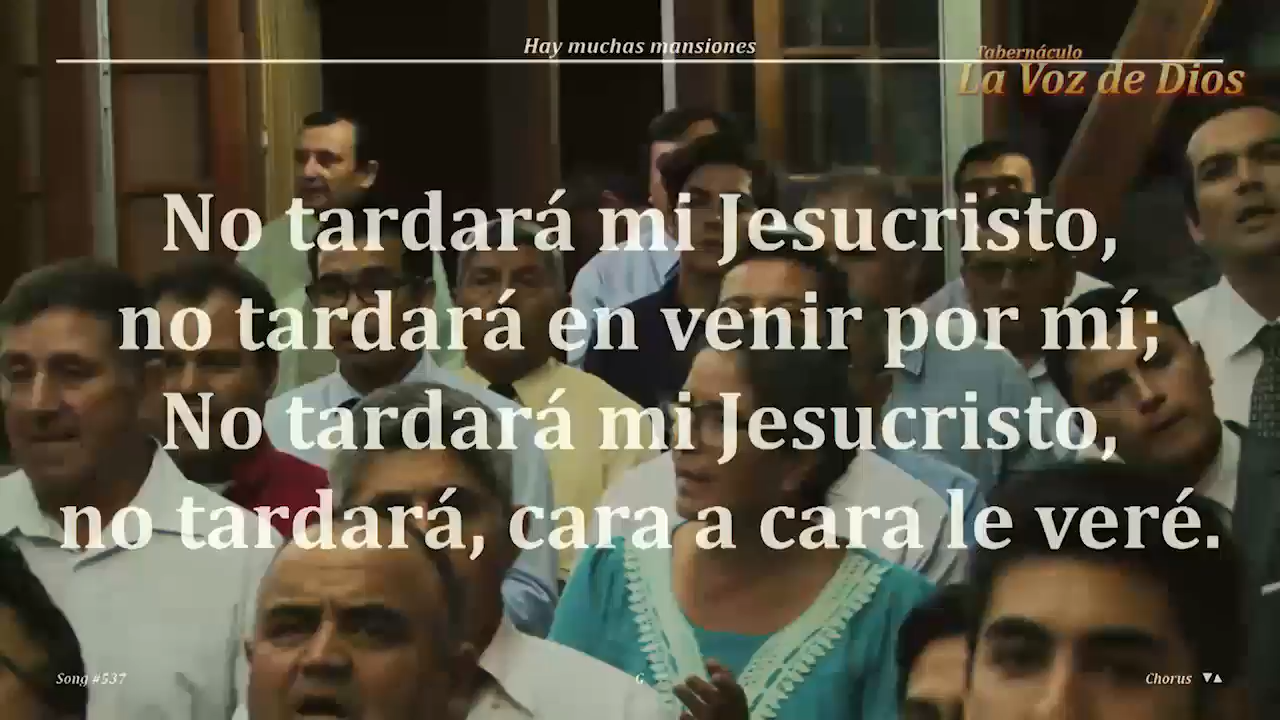 Hay muchas mansiones
Tabernáculo
La Voz de Dios
No tardará mi Jesucristo,
no tardará en venir por mí;
No tardará mi Jesucristo,
no tardará, cara a cara le veré.
Song #537
G
Chorus ▼▲